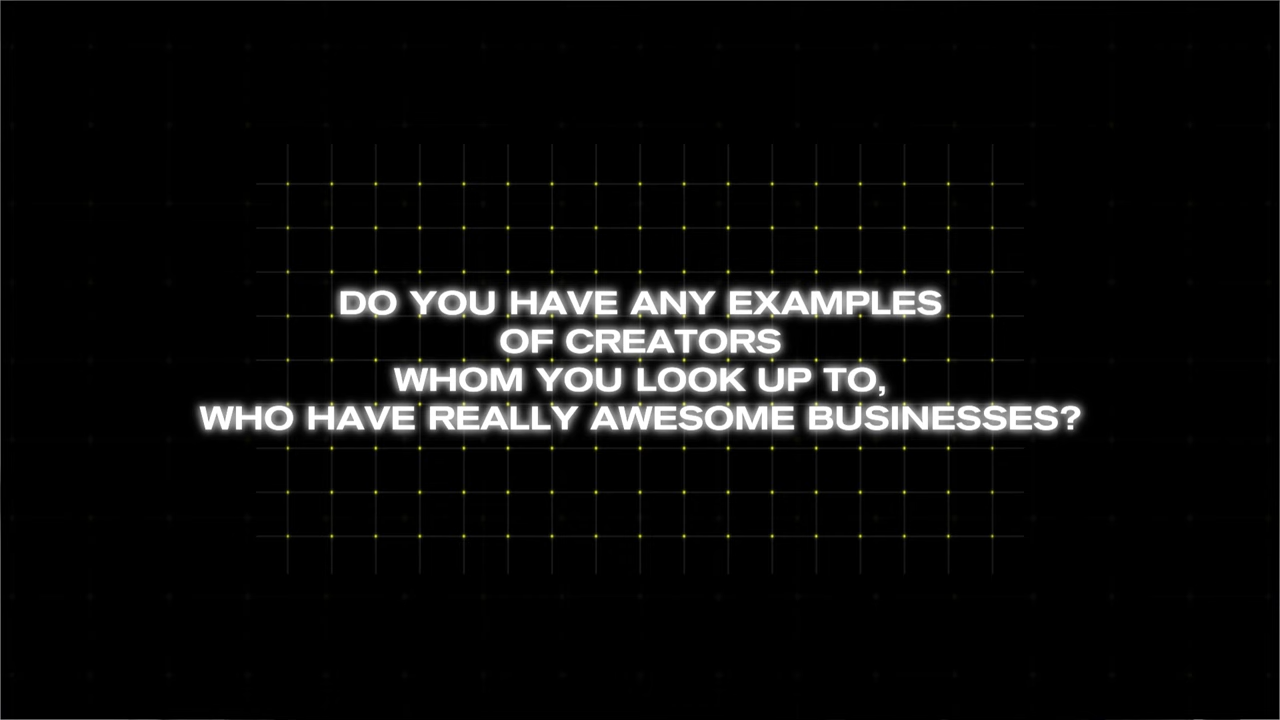 DO YOU HAVE ANY EXAMPLES
OF CREATORS
WHOM YOU LOOK UP TO,
WHO HAVE REALLY AWESOME BUSINESSES?